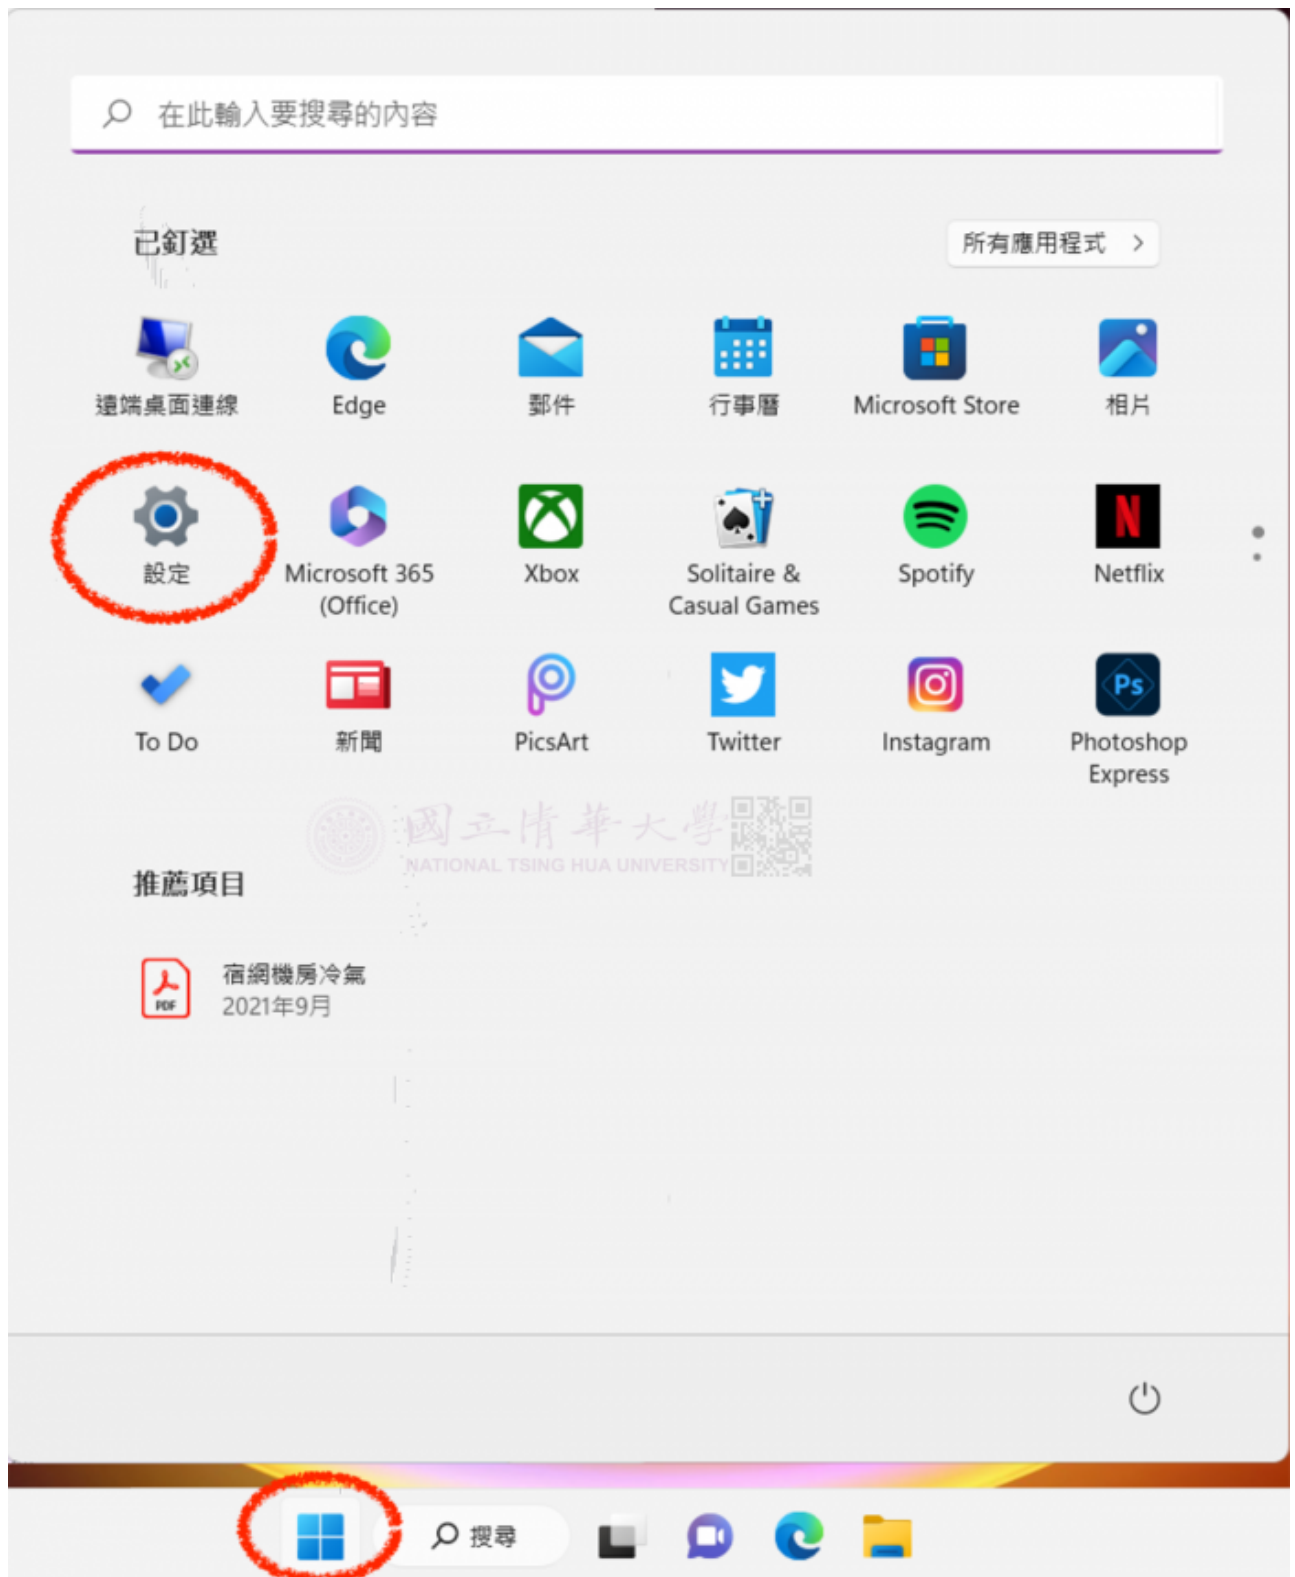 在此輸入要搜尋的內容
已釘選
所有應用程式 >
遠端桌面連線 Edge 郵件 行事曆 Microsoft Store 相片
設定 Microsoft 365 Xbox Solitaire & Spotify Netflix
(Office) Casual Games
To Do 新聞 PicsArt Twitter Instagram Photoshop
Express
國立清華大學
NATIONAL TSING HUA UNIVERSITY
推薦項目
宿網機房冷氣
PDF
2021年9月
搜尋